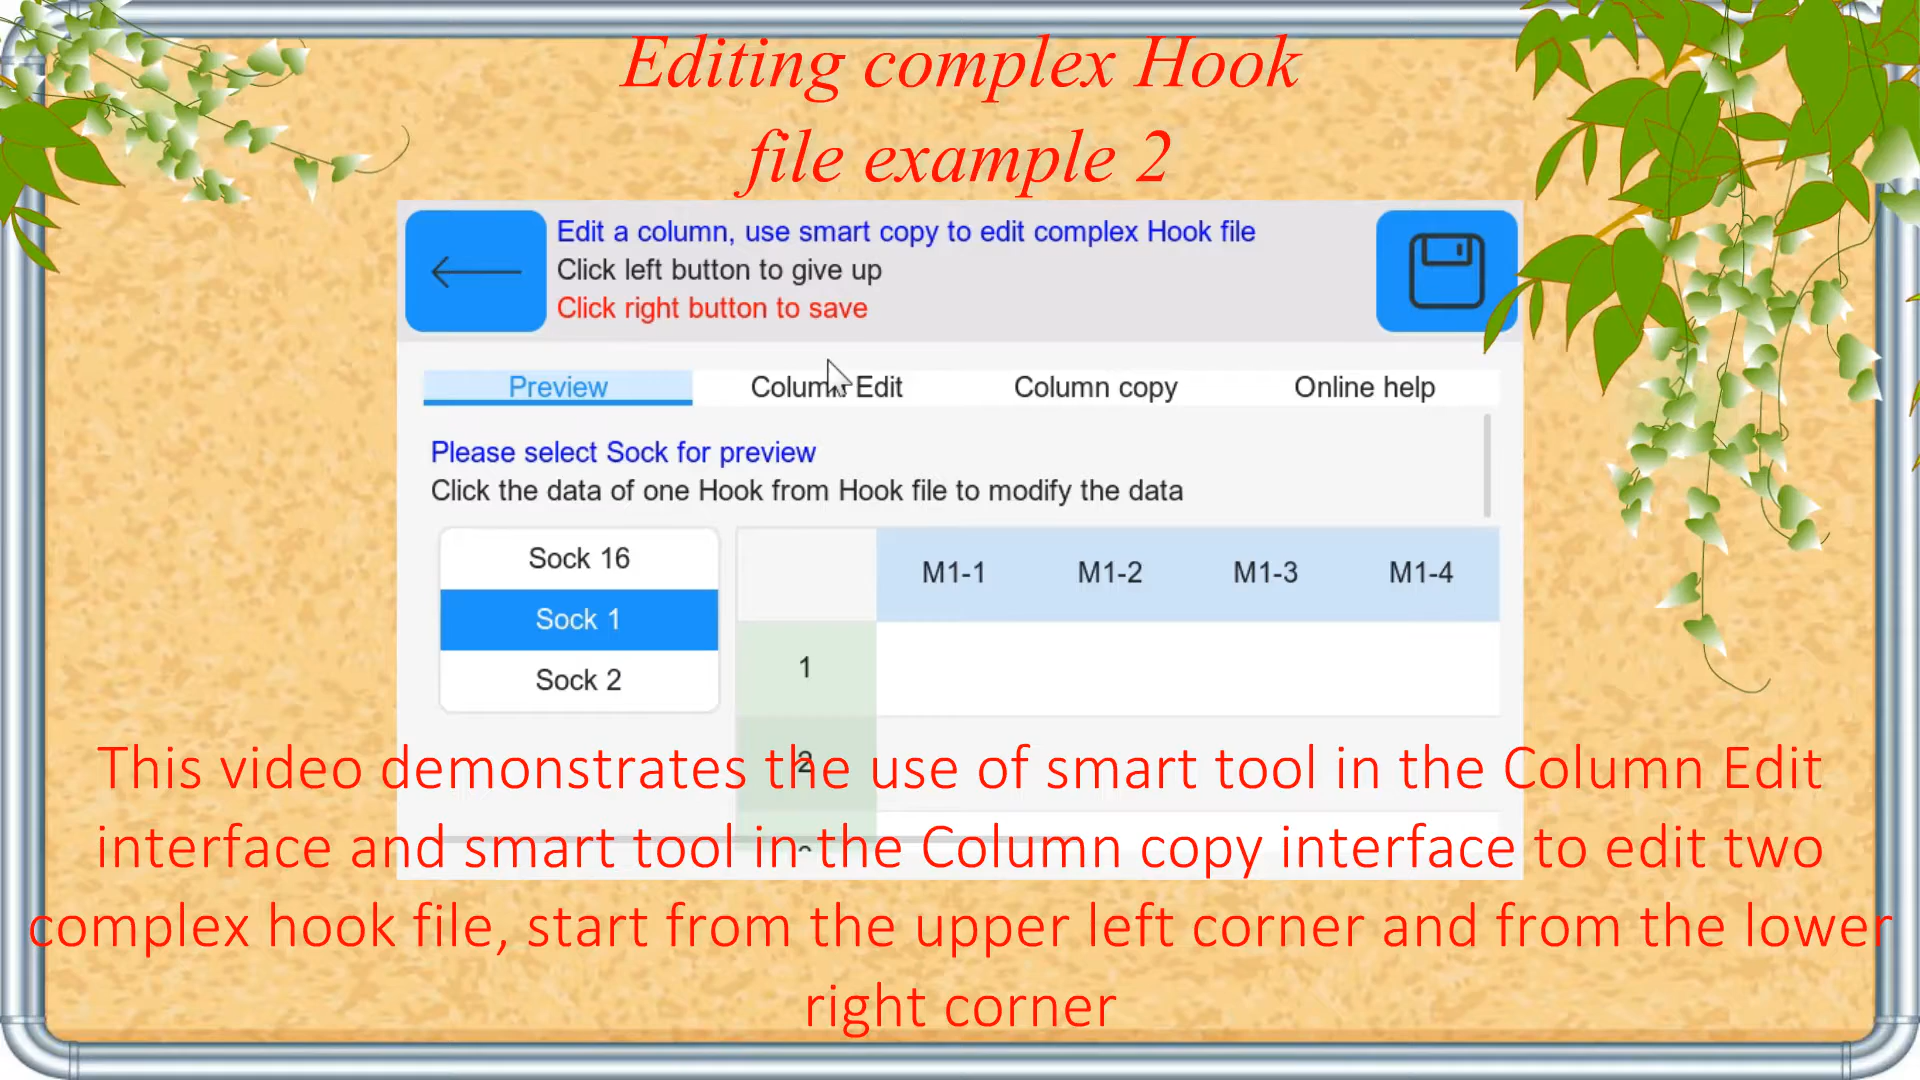 Editing complex Hook
file example 2
Edit a column, use smart copy to edit complex Hook file
Click left button to give up
Click right button to save
Preview
Column Edit
Column copy
Online help
Please select Sock for preview
Click the data of one Hook from Hook file to modify the data
Sock 16
Sock 1
Sock 2
M1-1
M1-2
M1-3
M1-4
1
2
This video demonstrates the use of smart tool in the Column Edit
interface and smart tool in the Column copy interface to edit two
complex hook file, start from the upper left corner and from the lower
right corner